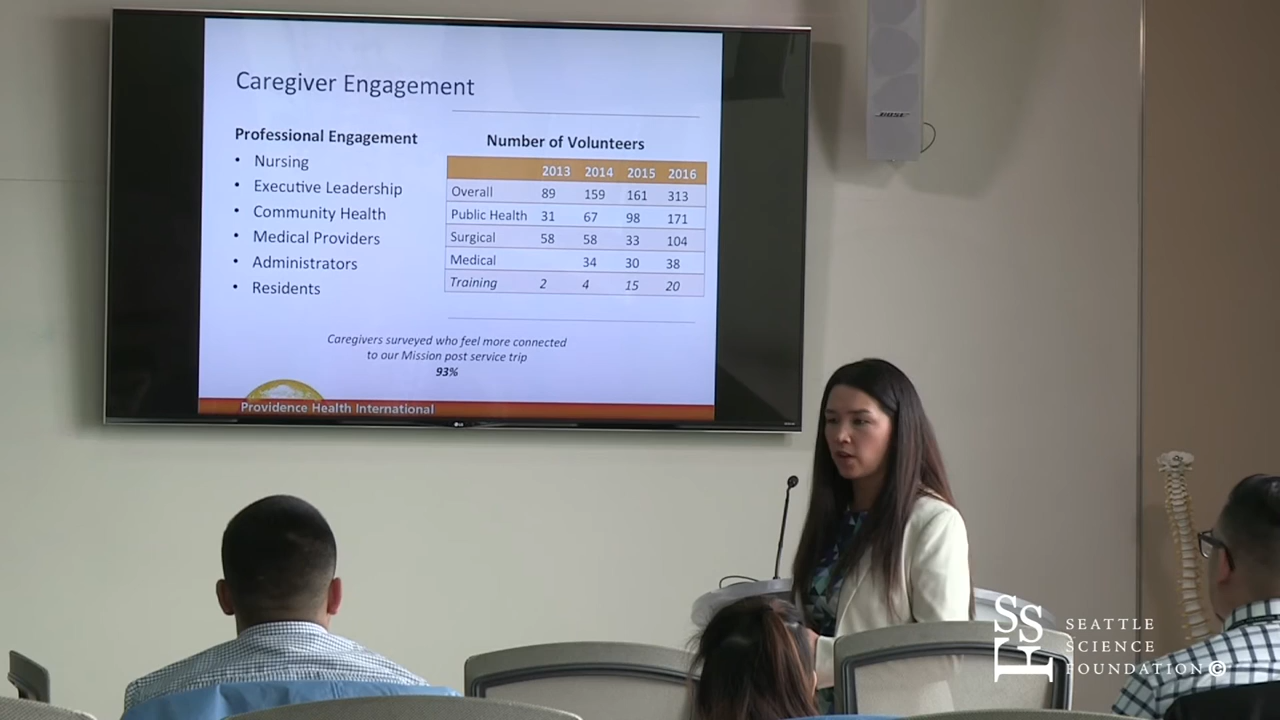 Caregiver Engagement
Professional Engagement
• Nursing
• Executive Leadership
• Community Health
• Medical Providers
• Administrators
• Residents
Number of Volunteers
2013 2014 2015 2016
Overall 89 159 161 313
Public Health 31 67 98 171
Surgical 58 58 33 104
Medical 34 30 38
Training 2 4 15 20
Caregivers surveyed who feel more connected
to our Mission post service trip
93%
Providence Health International
LG
BOSE
SSF
SEATTLE
SCIENCE
FOUNDATION©